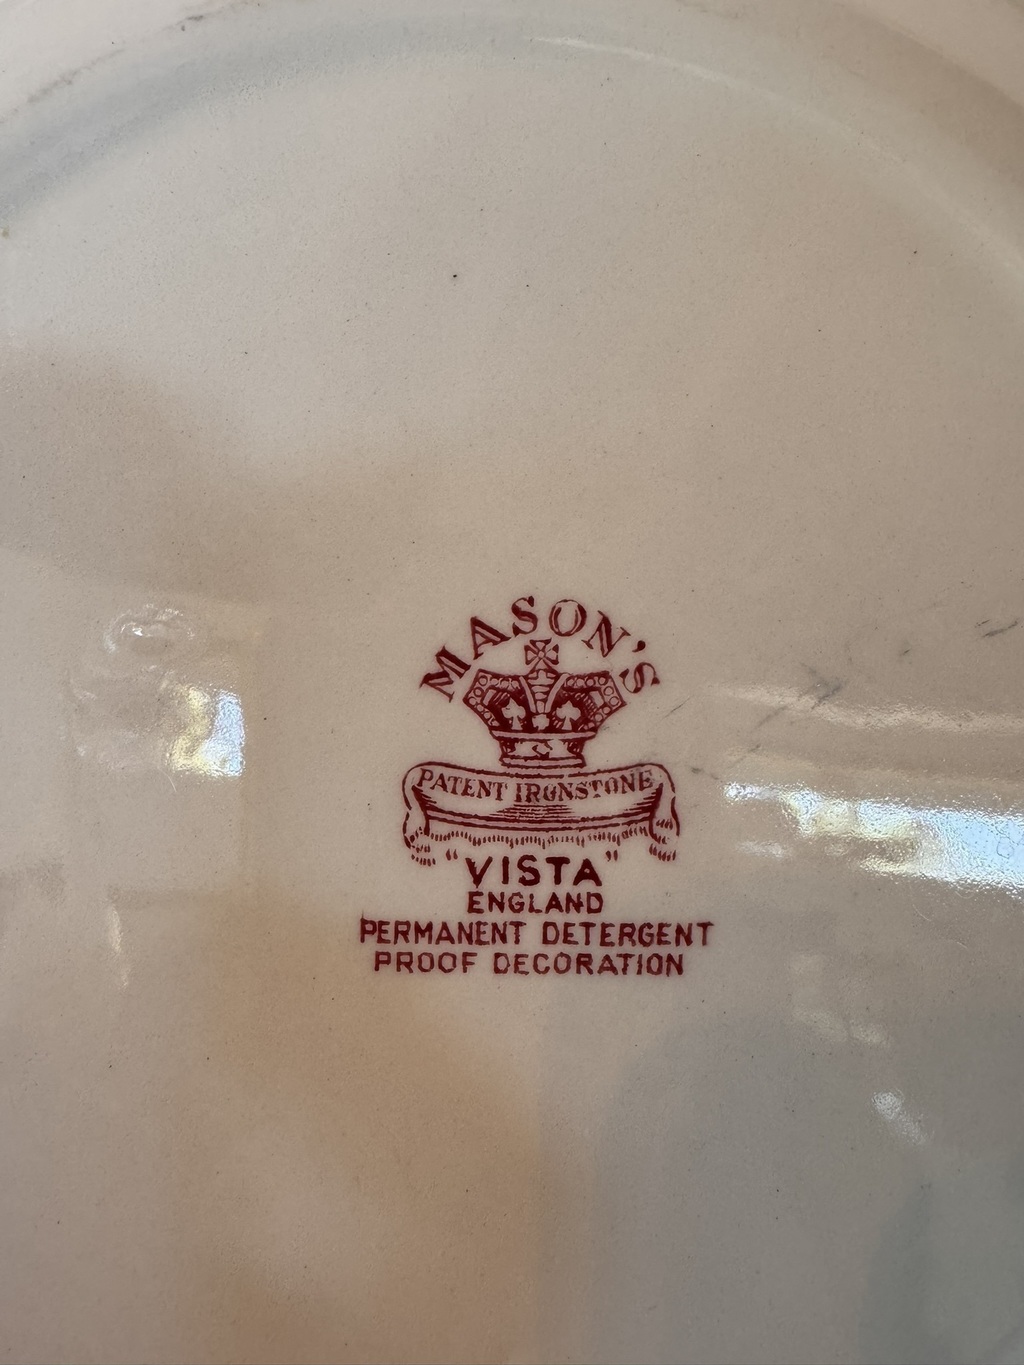 MASON'S
PATENT IRONSTONE
"VISTA"
ENGLAND
PERMANENT DETERGENT
PROOF DECORATION